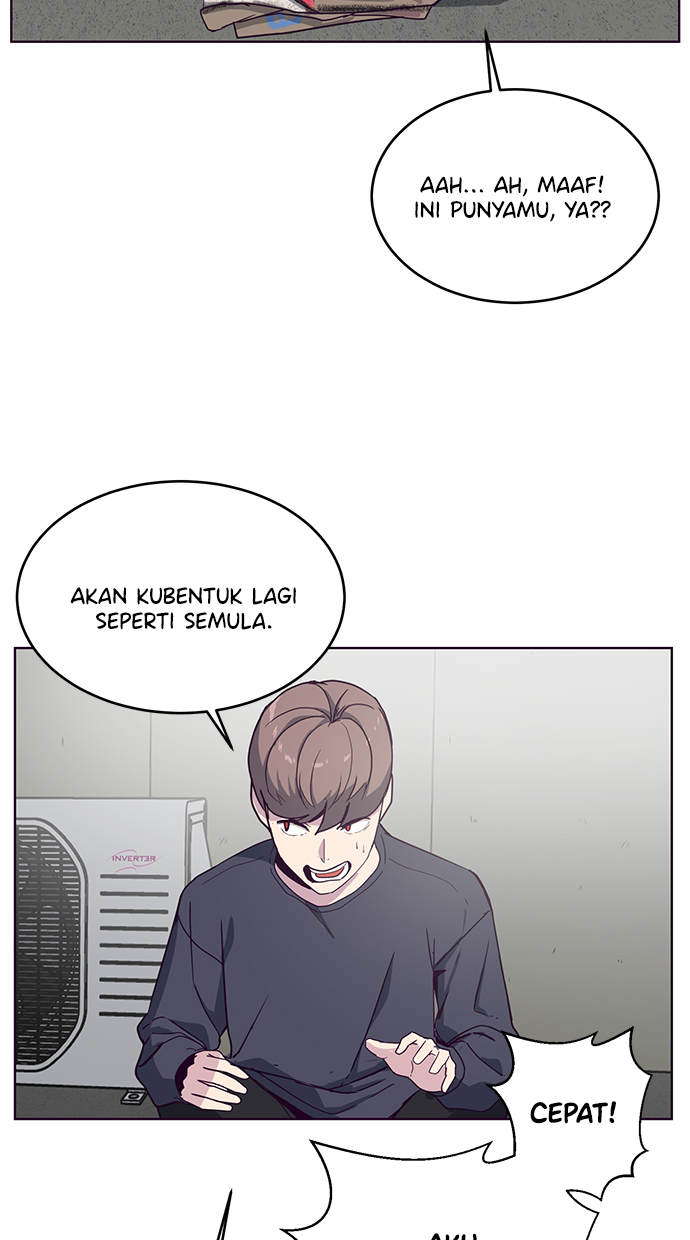 AAH... AH, MAAF!
INI PUNYAMU, YA??
AKAN KUBENTUK LAGI
SEPERTI SEMULA.
INVERTER
CEPAT!